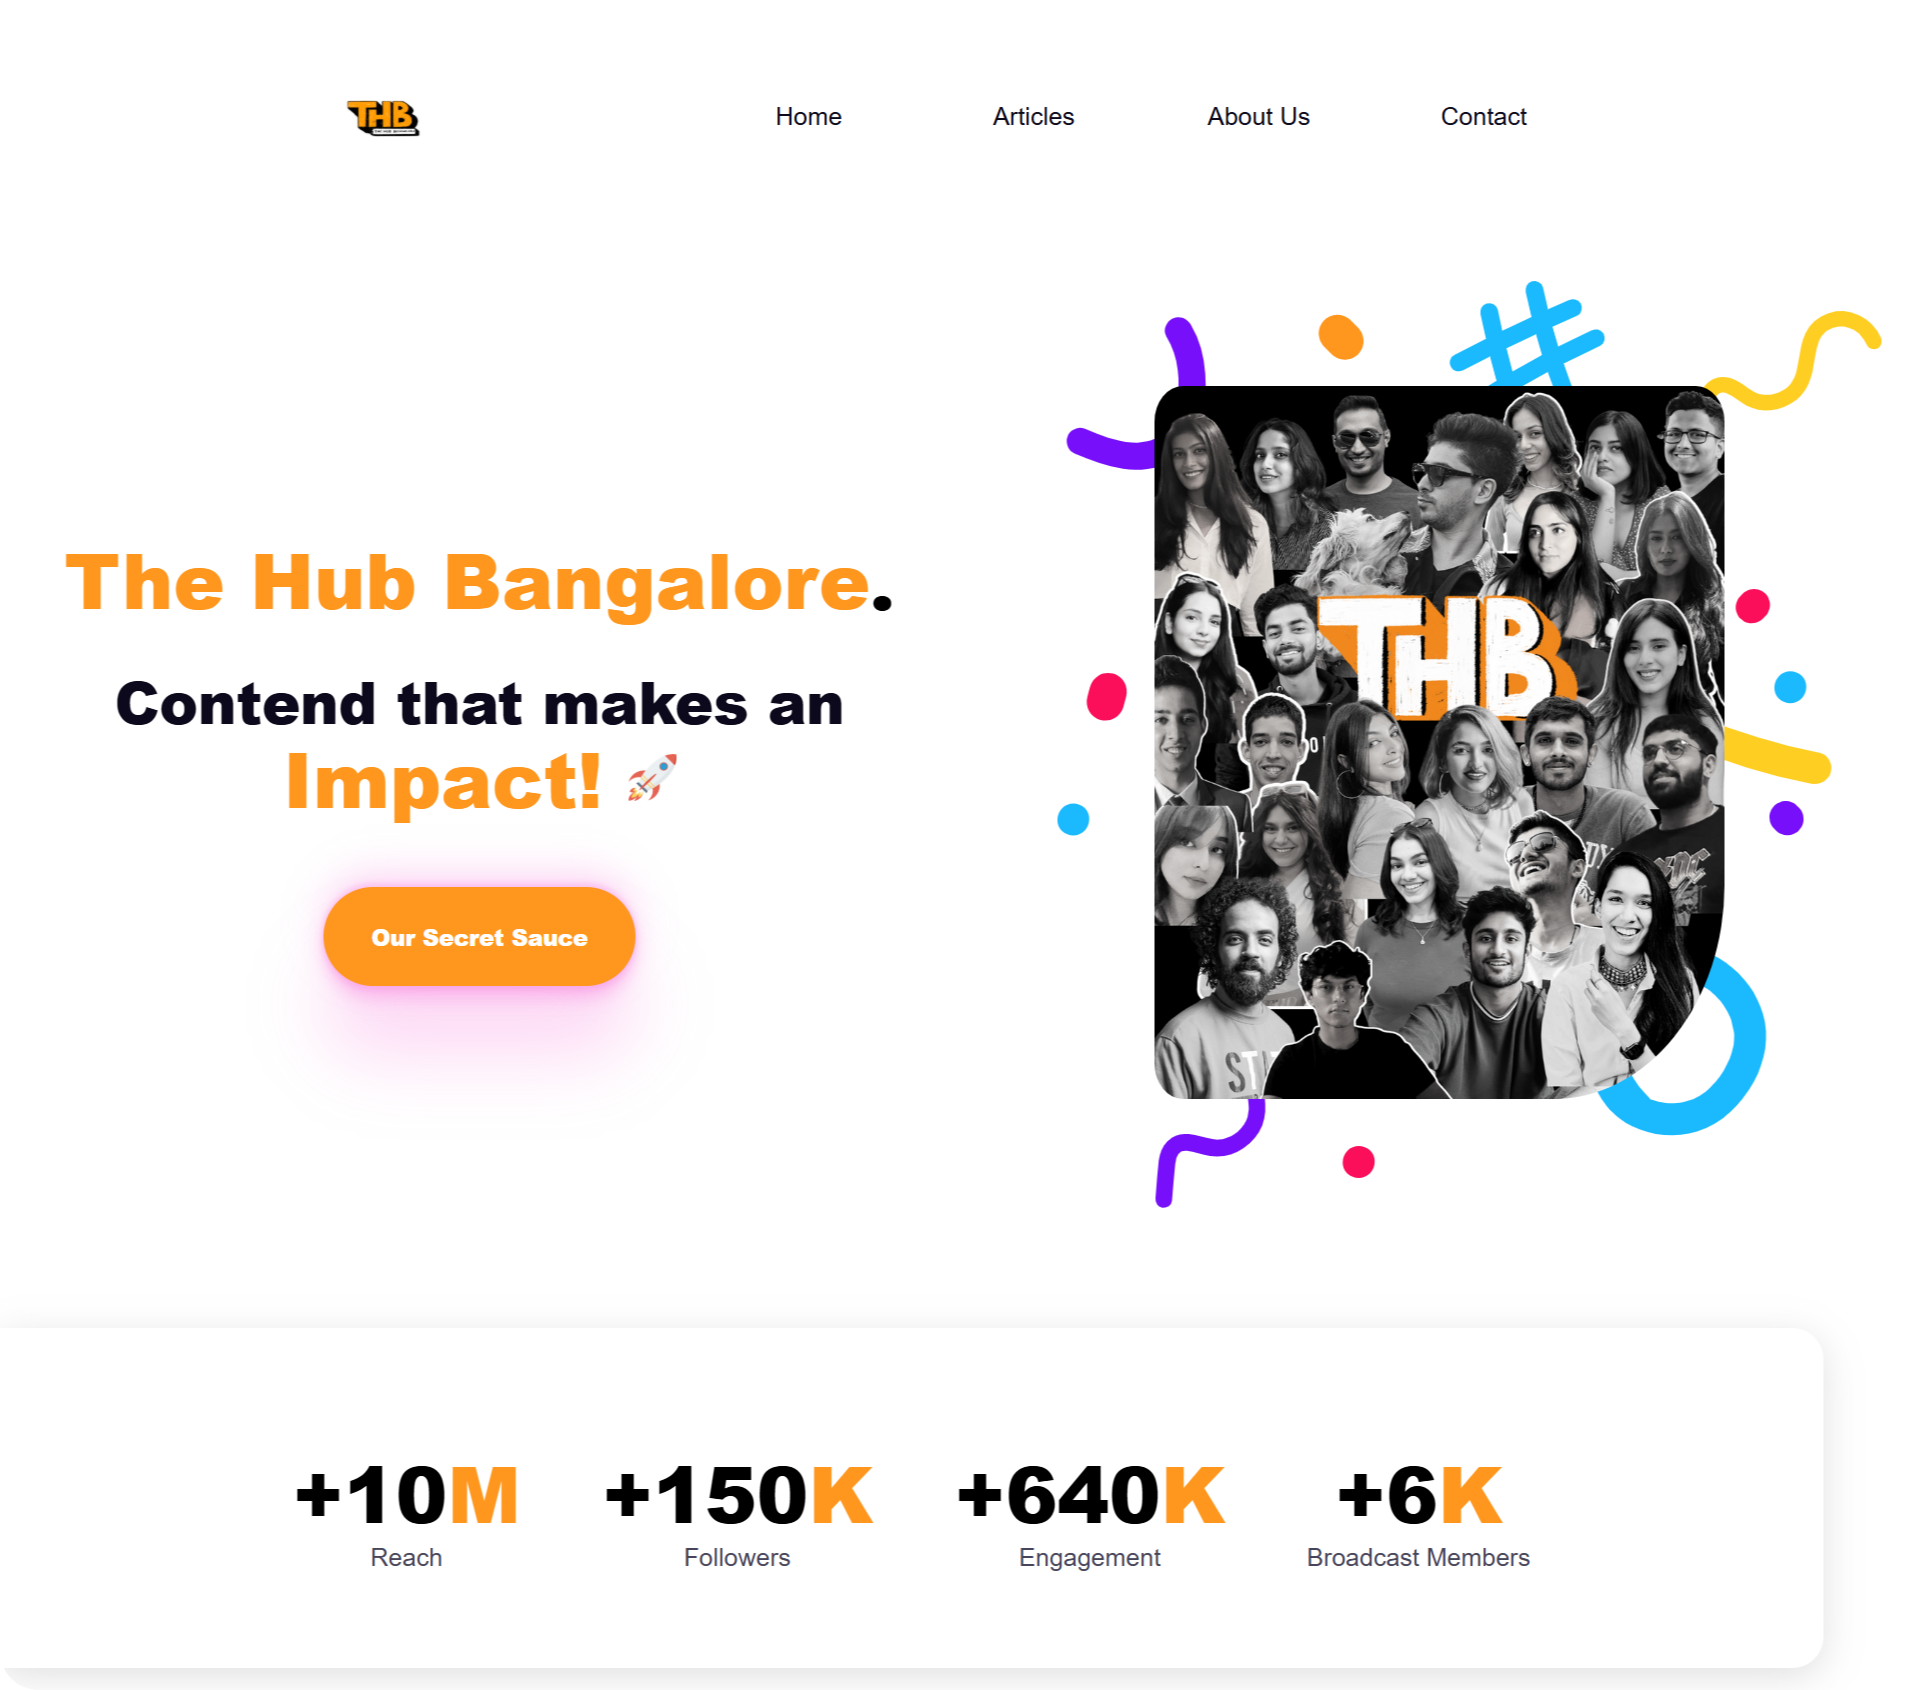 THB
Home
Articles
About Us
Contact
The Hub Bangalore.
Contend that makes an
Impact! 🚀
Our Secret Sauce
THB
+10M
Reach
+150K
Followers
+640K
Engagement
+6K
Broadcast Members